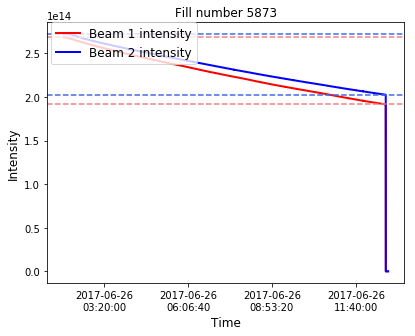 Fill number 5873
1e14
Beam 1 intensity
Beam 2 intensity
2.5
2.0
1.5
1.0
0.5
0.0
Intensity
2017-06-26
03:20:00
2017-06-26
06:06:40
2017-06-26
08:53:20
2017-06-26
11:40:00
Time